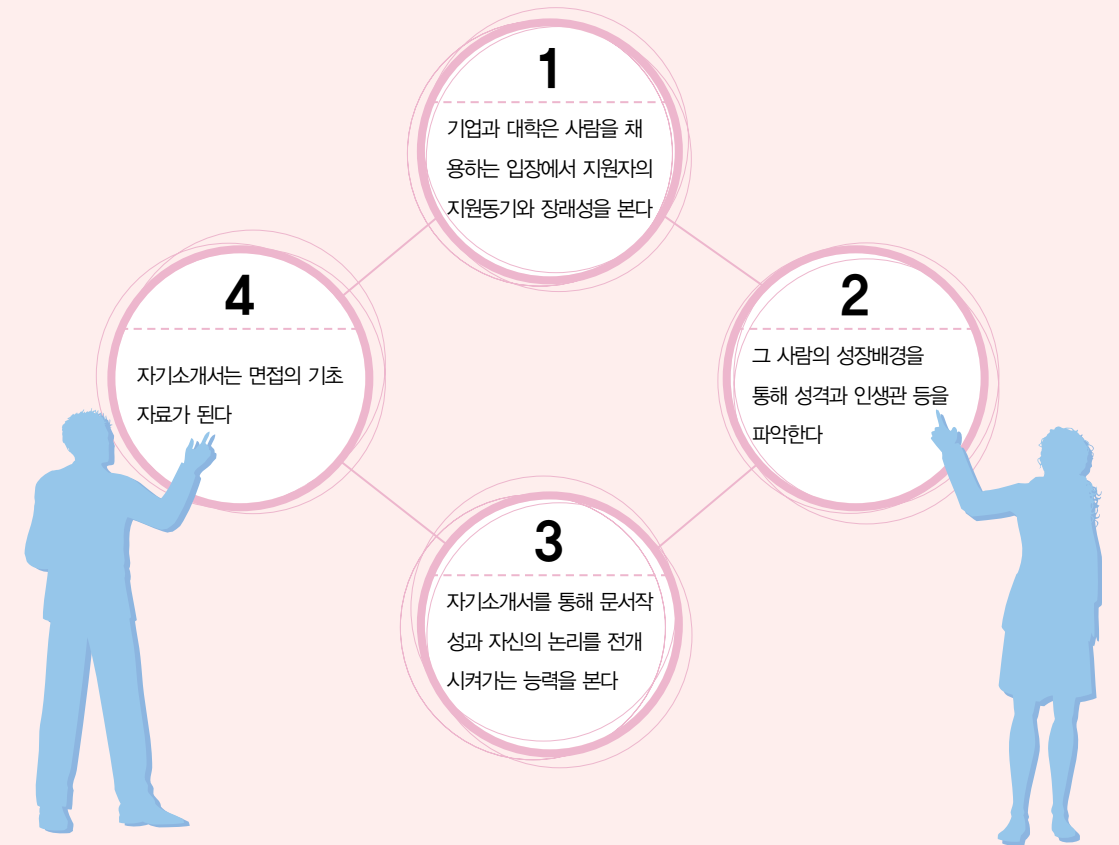 1
기업과 대학은 사람을 채
용하는 입장에서 지원자의
지원동기와 장래성을 본다
2
그 사람의 성장배경을
통해 성격과 인생관 등을
파악한다
3
자기소개서를 통해 문서작
성과 자신의 논리를 전개
시켜가는 능력을 본다
4
자기소개서는 면접의 기초
자료가 된다